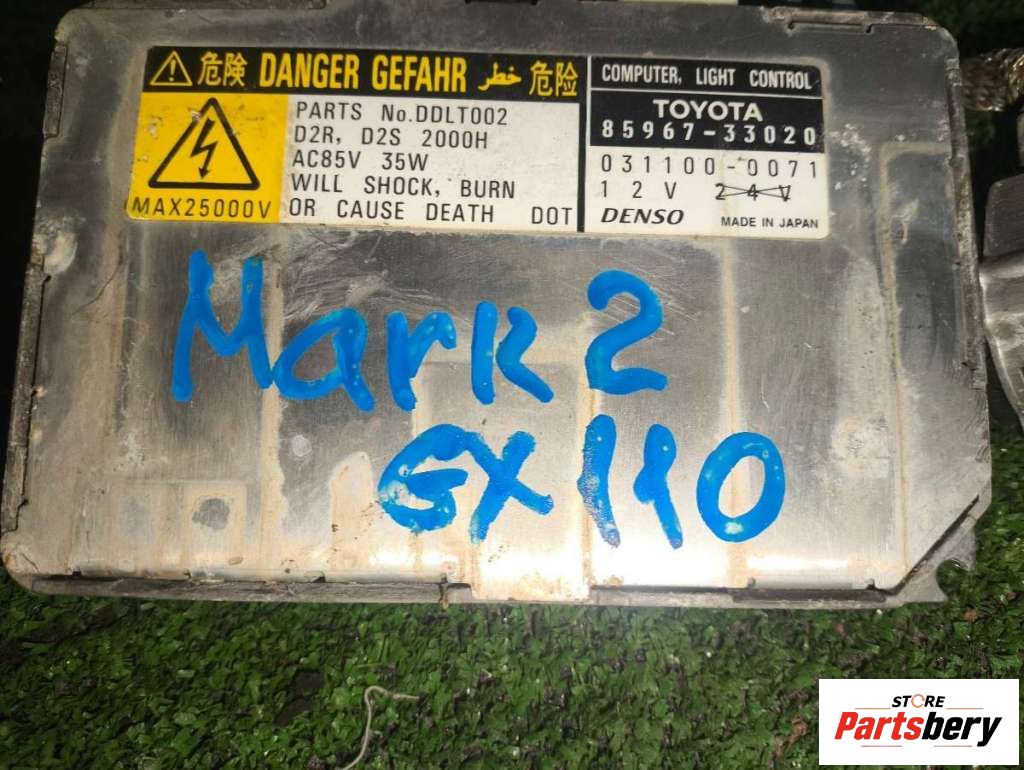 危険 DANGER GEFAHR خطر 危险
PARTS No.DDLT002
D2R, D2S 2000H
AC85V 35W
WILL SHOCK, BURN
OR CAUSE DEATH DOT
MAX25000V
COMPUTER, LIGHT CONTROL
TOYOTA
85967-33020
031100-0071
12V 24V
DENSO MADE IN JAPAN
Mark 2
GX110
STORE
Partsbery